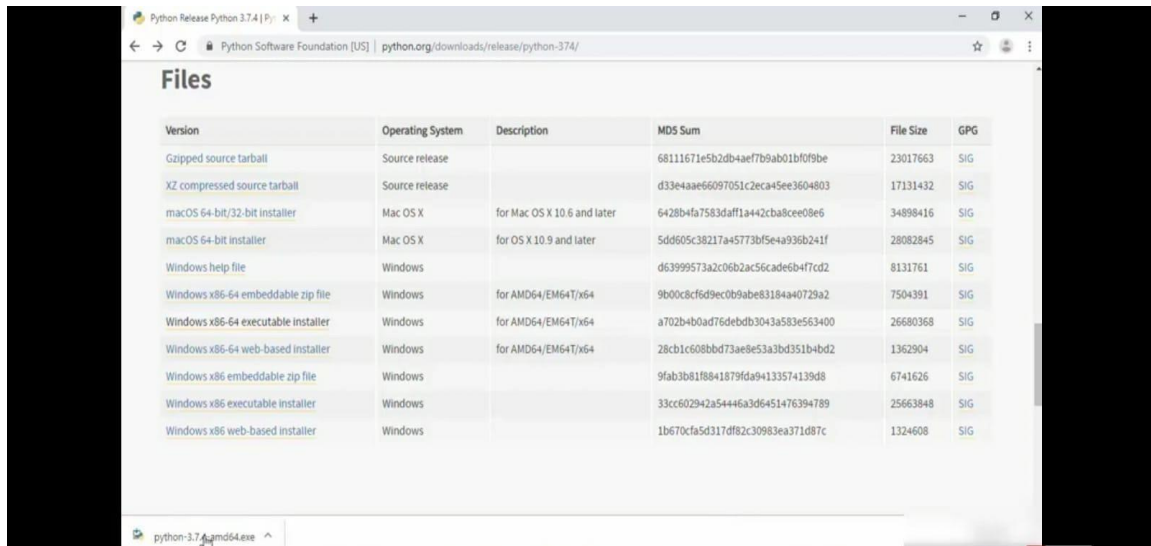 Python Release Python 3.7.4 | Py
Python Software Foundation [US] | python.org/downloads/release/python-374/
Files
Version Operating System Description MD5 Sum File Size GPG
Gzipped source tarball Source release 68111671e5b2db4aef7b9ab01bf0f9be 23017663 SIG
XZ compressed source tarball Source release d33e4aae66097051c2eca45ee3604803 17131432 SIG
macOS 64-bit/32-bit installer Mac OS X for Mac OS X 10.6 and later 6428b4fa7583daff1a442cba8cee08e6 34898416 SIG
macOS 64-bit installer Mac OS X for OS X 10.9 and later 5dd605c38217a45773bf5e4a936b241f 28082845 SIG
Windows help file Windows d63999573a2c06b2ac56cade6b4f7cd2 8131761 SIG
Windows x86-64 embeddable zip file Windows for AMD64/EM64T/x64 9b00c8cf6d9ec0b9abe83184a40729a2 7504391 SIG
Windows x86-64 executable installer Windows for AMD64/EM64T/x64 a702b4b0ad76debdb3043a583e563400 26680368 SIG
Windows x86-64 web-based installer Windows for AMD64/EM64T/x64 28cb1c608bbd73ae8e53a3bd351b4bd2 1362904 SIG
Windows x86 embeddable zip file Windows 9fab3b81f8841879fda94133574139d8 6741626 SIG
Windows x86 executable installer Windows 33cc602942a54446a3d6451476394789 25663848 SIG
Windows x86 web-based installer Windows 1b670cfa5d317df82c30983ea371d87c 1324608 SIG
python-3.7.4-amd64.exe